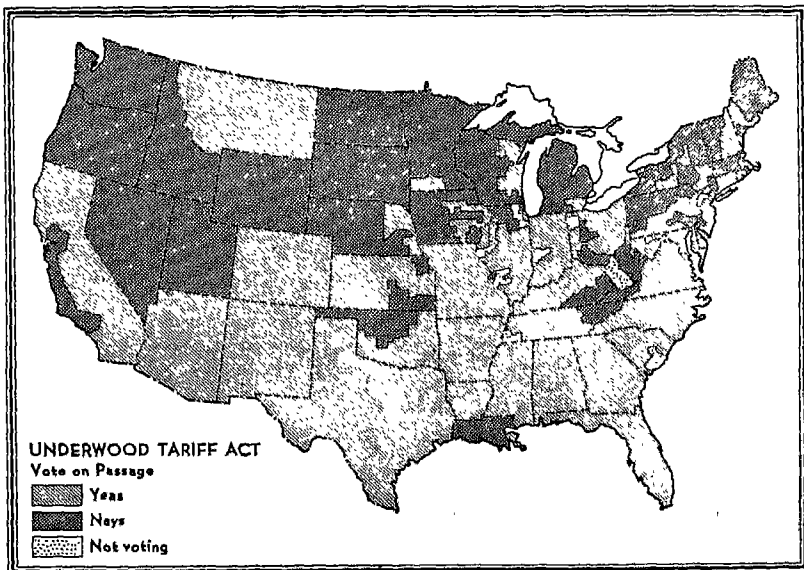 UNDERWOOD TARIFF ACT
Vote on Passage
Yeas
Nays
Not voting